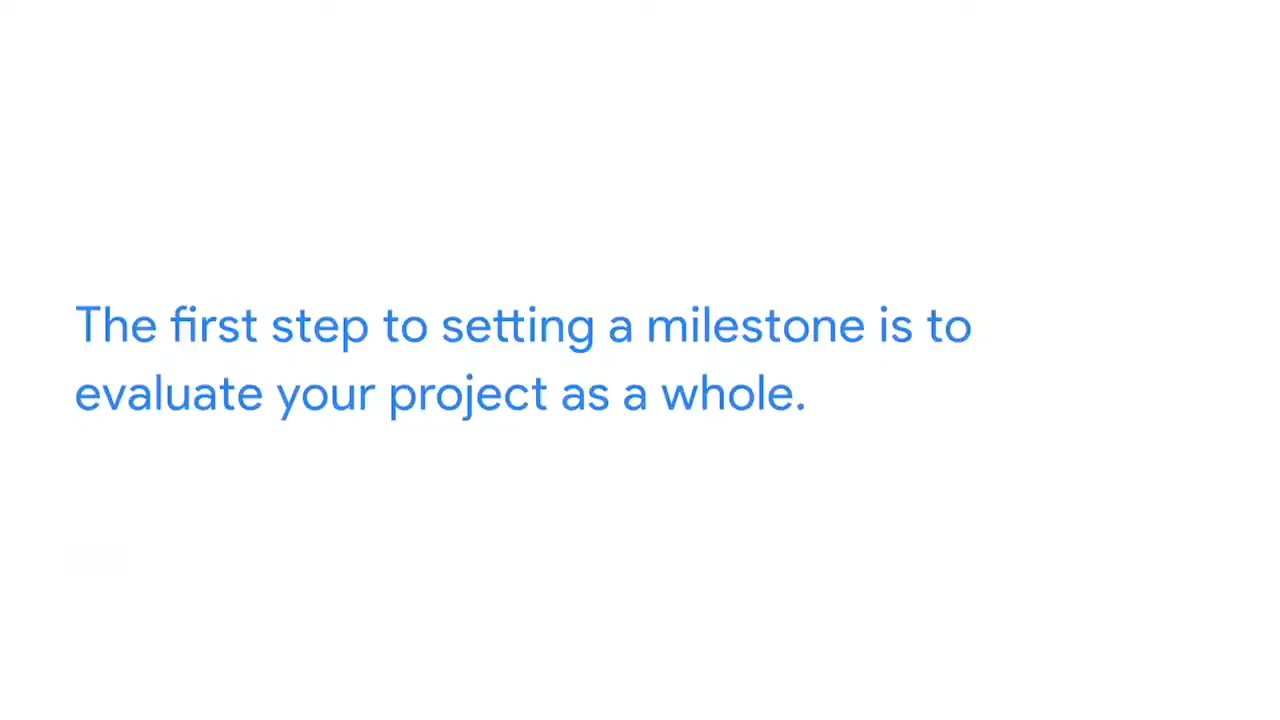 The first step to setting a milestone is to
evaluate your project as a whole.